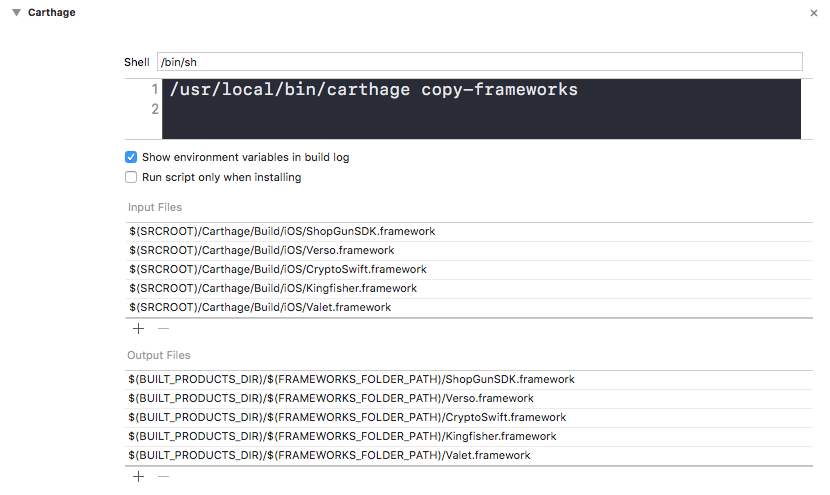 Carthage
Shell /bin/sh
1 /usr/local/bin/carthage copy-frameworks
2
Show environment variables in build log
Run script only when installing
Input Files
$(SRCROOT)/Carthage/Build/iOS/ShopGunSDK.framework
$(SRCROOT)/Carthage/Build/iOS/Verso.framework
$(SRCROOT)/Carthage/Build/iOS/CryptoSwift.framework
$(SRCROOT)/Carthage/Build/iOS/Kingfisher.framework
$(SRCROOT)/Carthage/Build/iOS/Valet.framework
Output Files
$(BUILT_PRODUCTS_DIR)/$(FRAMEWORKS_FOLDER_PATH)/ShopGunSDK.framework
$(BUILT_PRODUCTS_DIR)/$(FRAMEWORKS_FOLDER_PATH)/Verso.framework
$(BUILT_PRODUCTS_DIR)/$(FRAMEWORKS_FOLDER_PATH)/CryptoSwift.framework
$(BUILT_PRODUCTS_DIR)/$(FRAMEWORKS_FOLDER_PATH)/Kingfisher.framework
$(BUILT_PRODUCTS_DIR)/$(FRAMEWORKS_FOLDER_PATH)/Valet.framework